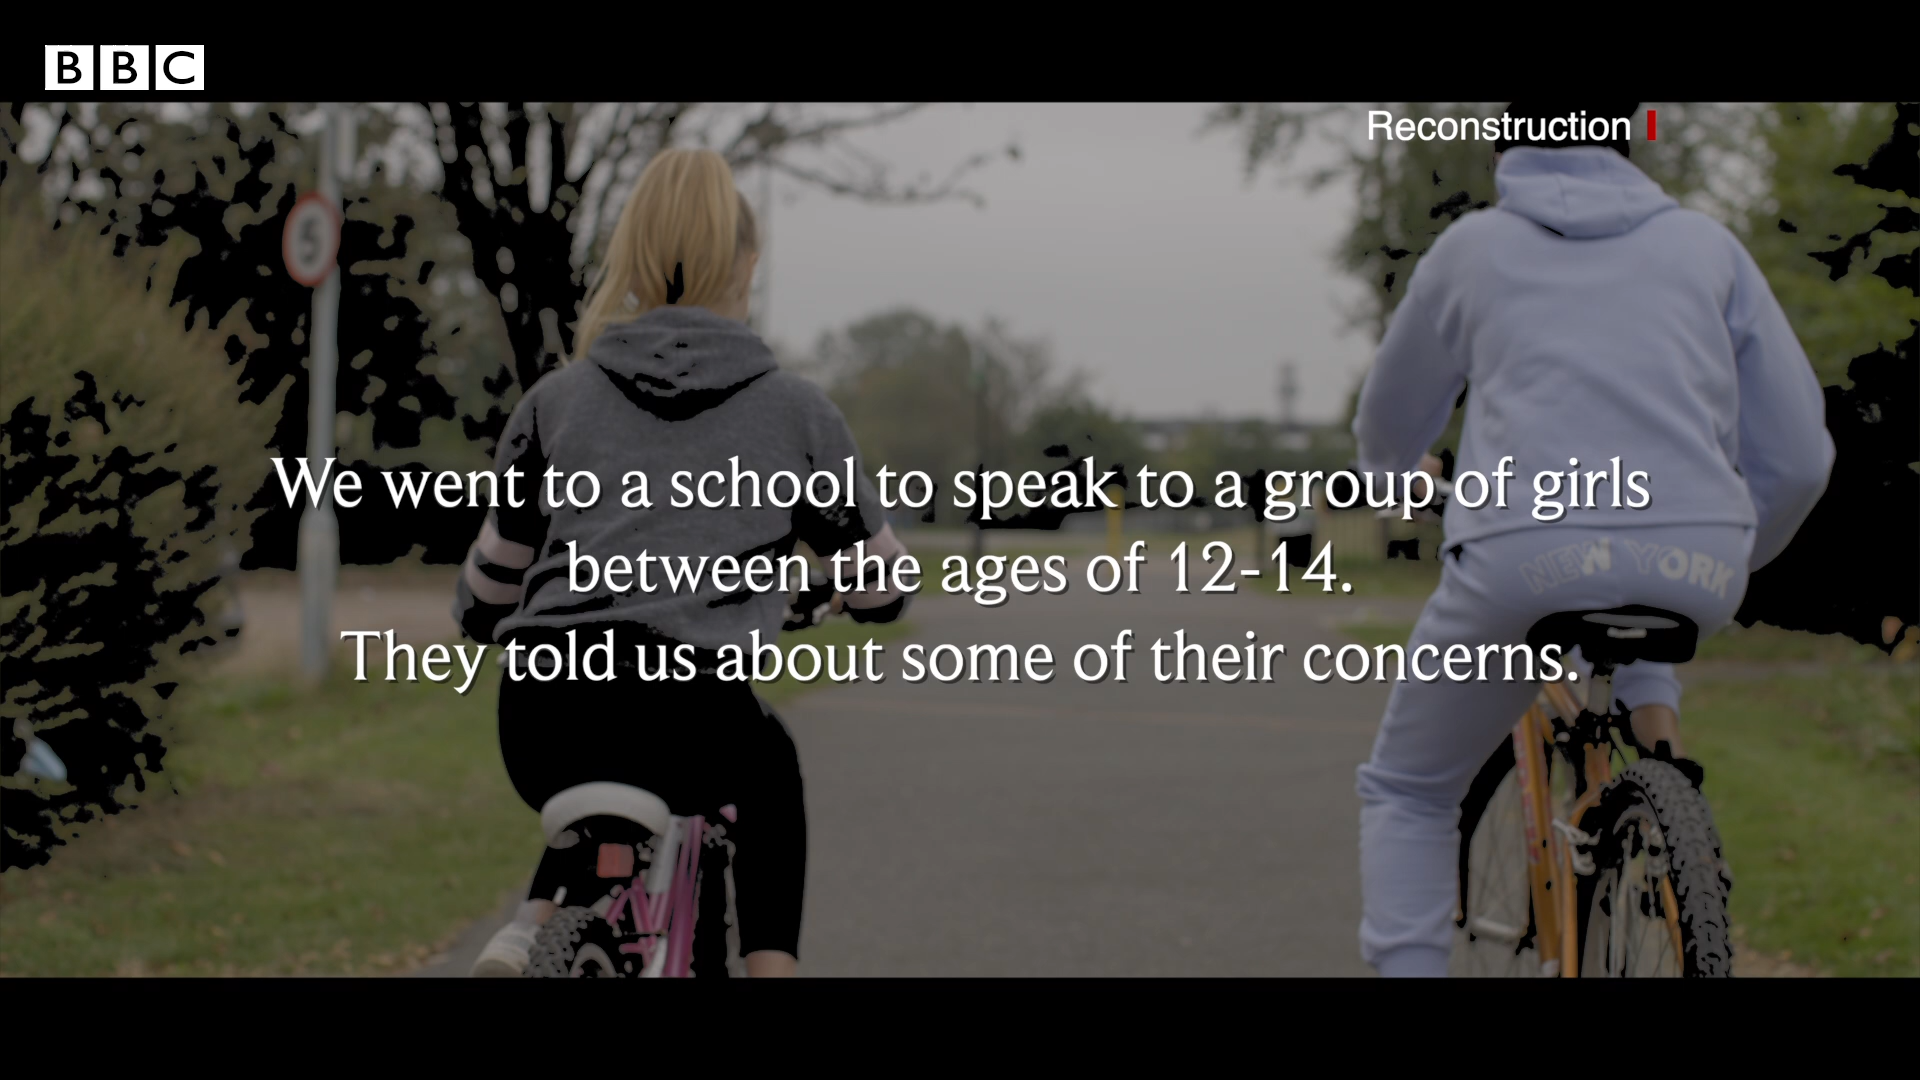 BBC
Reconstruction
5
We went to a school to speak to a group of girls
between the ages of 12-14.
They told us about some of their concerns.
NEW YORK